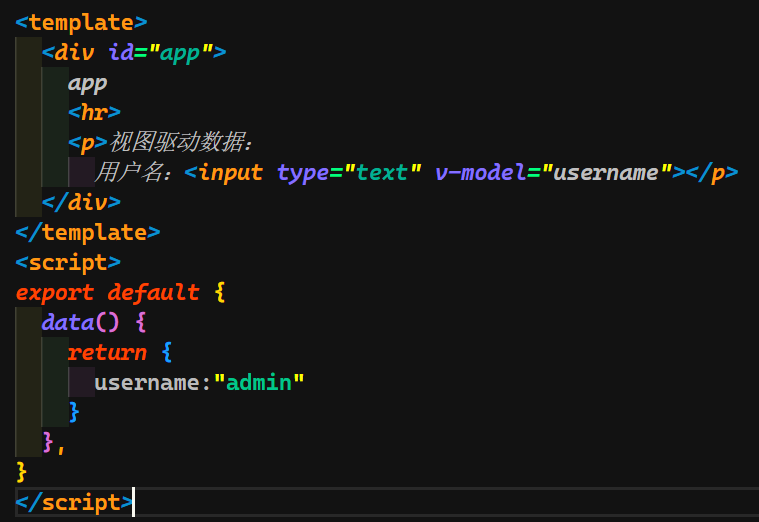 <template>
<div id="app">
app
<hr>
<p>视图驱动数据:
用户名: <input type="text" v-model="username"></p>
</div>
</template>
<script>
export default {
data() {
return {
username:"admin"
}
},
}
</script>